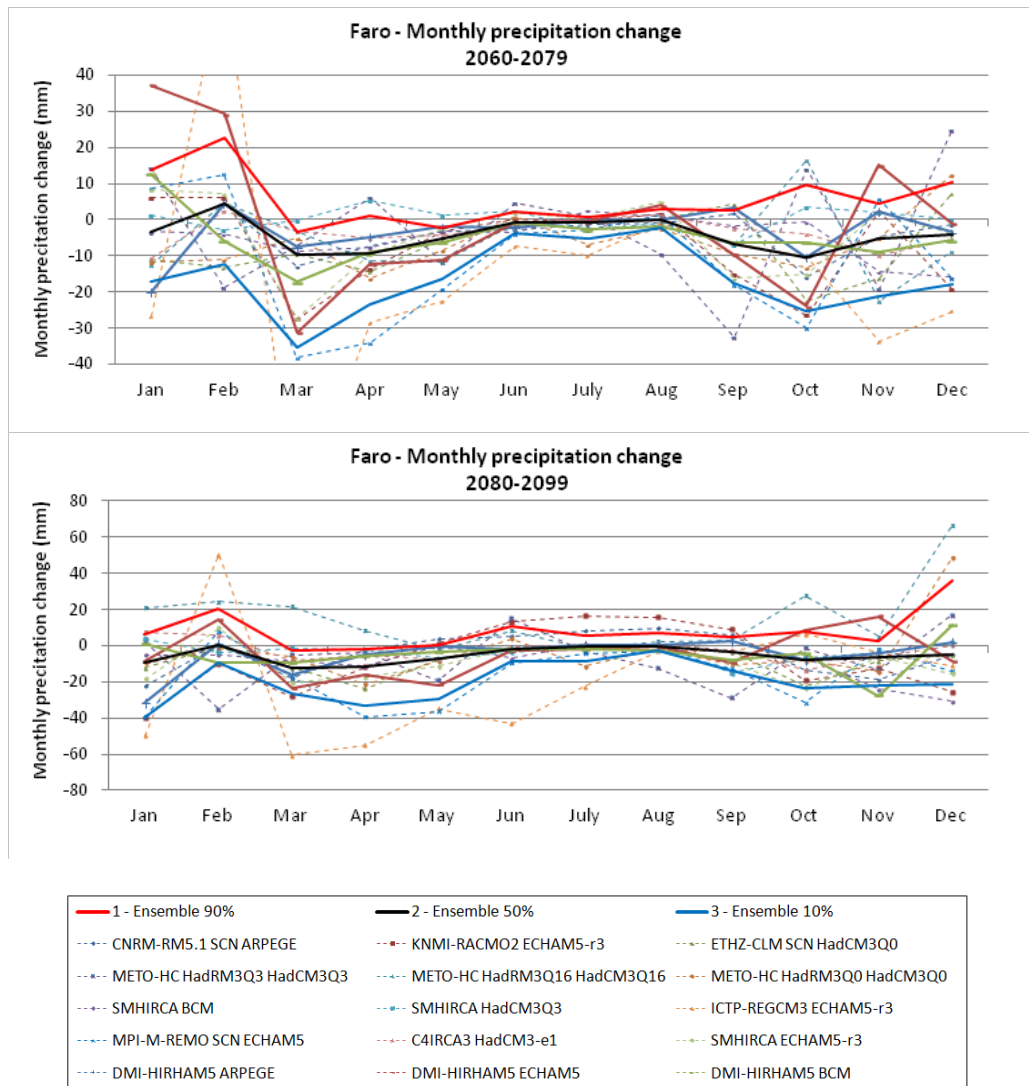 Faro - Monthly precipitation change
2060-2079
Monthly precitation change (mm)
40
30
20
10
0
-10
-20
-30
-40
Jan Feb Mar Apr May Jun July Aug Sep Oct Nov Dec
Faro - Monthly precipitation change
2080-2099
Monthly precipitation change (mm)
80
60
40
20
0
-20
-40
-60
-80
Jan Feb Mar Apr May Jun July Aug Sep Oct Nov Dec
1 - Ensemble 90% 2 - Ensemble 50% 3 - Ensemble 10%
CNRM-RM5.1 SCN ARPEGE KNMI-RACMO2 ECHAM5-r3 ETHZ-CLM SCN HadCM3Q0
METO-HC HadRM3Q3 HadCM3Q3 METO-HC HadRM3Q16 HadCM3Q16 METO-HC HadRM3Q0 HadCM3Q0
SMHIRCA BCM SMHIRCA HadCM3Q3 ICTP-REGCM3 ECHAM5-r3
MPI-M-REMO SCN ECHAM5 C4IRCA3 HadCM3-e1 SMHIRCA ECHAM5-r3
DMI-HIRHAM5 ARPEGE DMI-HIRHAM5 ECHAM5 DMI-HIRHAM5 BCM